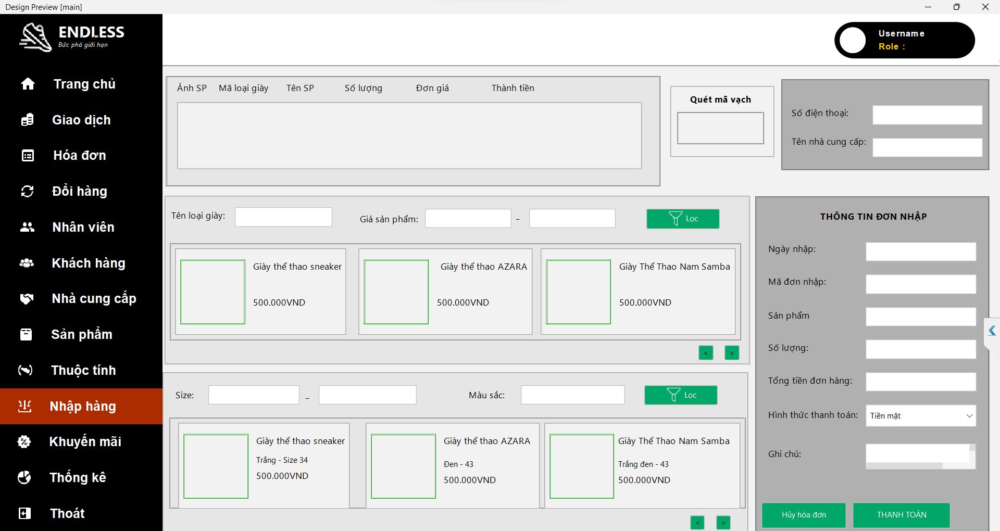 Design Preview [main]
ENDLESS
Bức phá giới hạn
Username
Role :
Trang chủ
Giao dịch
Hóa đơn
Đổi hàng
Nhân viên
Khách hàng
Nhà cung cấp
Sản phẩm
Thuộc tính
Nhập hàng
Khuyến mãi
Thống kê
Thoát
Ảnh SP Mã loại giày Tên SP Số lượng Đơn giá Thành tiền
Quét mã vạch
Số điện thoại:
Tên nhà cung cấp:
Tên loại giày: Giá sản phẩm: – Lọc
Giày thể thao sneaker
500.000VND
Giày thể thao AZARA
500.000VND
Giày Thể Thao Nam Samba
500.000VND
< >
Size: – Màu sắc: Lọc
Giày thể thao sneaker
Trắng - Size 34
500.000VND
Giày thể thao AZARA
Đen - 43
500.000VND
Giày Thể Thao Nam Samba
Trắng đen - 43
500.000VND
< >
THÔNG TIN ĐƠN NHẬP
Ngày nhập:
Mã đơn nhập:
Sản phẩm
Số lượng:
Tổng tiền đơn hàng:
Hình thức thanh toán: Tiền mặt
Ghi chú:
Hủy hóa đơn THANH TOÁN